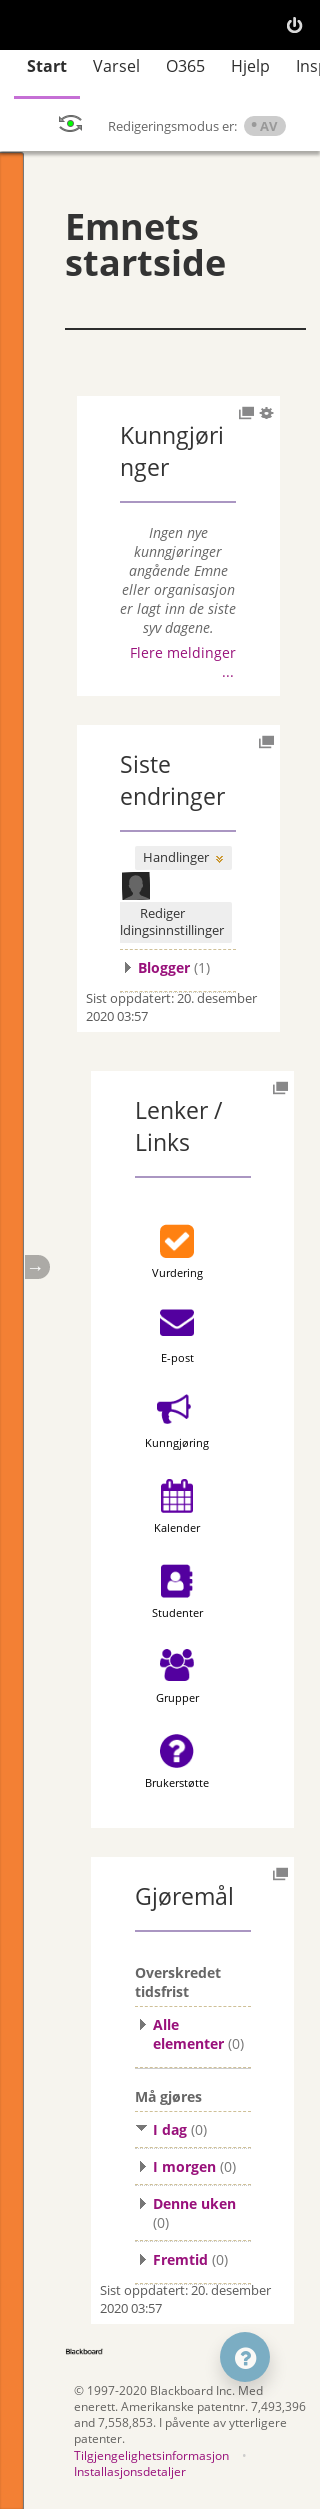 Start Varsel O365 Hjelp Insp
Redigeringsmodus er: AV
Emnets
startside
Kunngjøri
nger
Ingen nye
kunngjøringer
angående Emne
eller organisasjon
er lagt inn de siste
syv dagene.
Flere meldinger
...
Siste
endringer
Handlinger
Rediger
ldingsinnstillinger
Blogger (1)
Sist oppdatert: 20. desember
2020 03:57
Lenker /
Links
→
Vurdering
E-post
Kunngjøring
Kalender
Studenter
Grupper
?
Brukerstøtte
Gjøremål
Overskredet
tidsfrist
Alle
elementer (0)
Må gjøres
I dag (0)
I morgen (0)
Denne uken
(0)
Fremtid (0)
Sist oppdatert: 20. desember
2020 03:57
Blackboard
?
© 1997-2020 Blackboard Inc. Med
enerett. Amerikanske patentnr. 7,493,396
and 7,558,853. I påvente av ytterligere
patenter.
Tilgjengelighetsinformasjon •
Installasjonsdetaljer